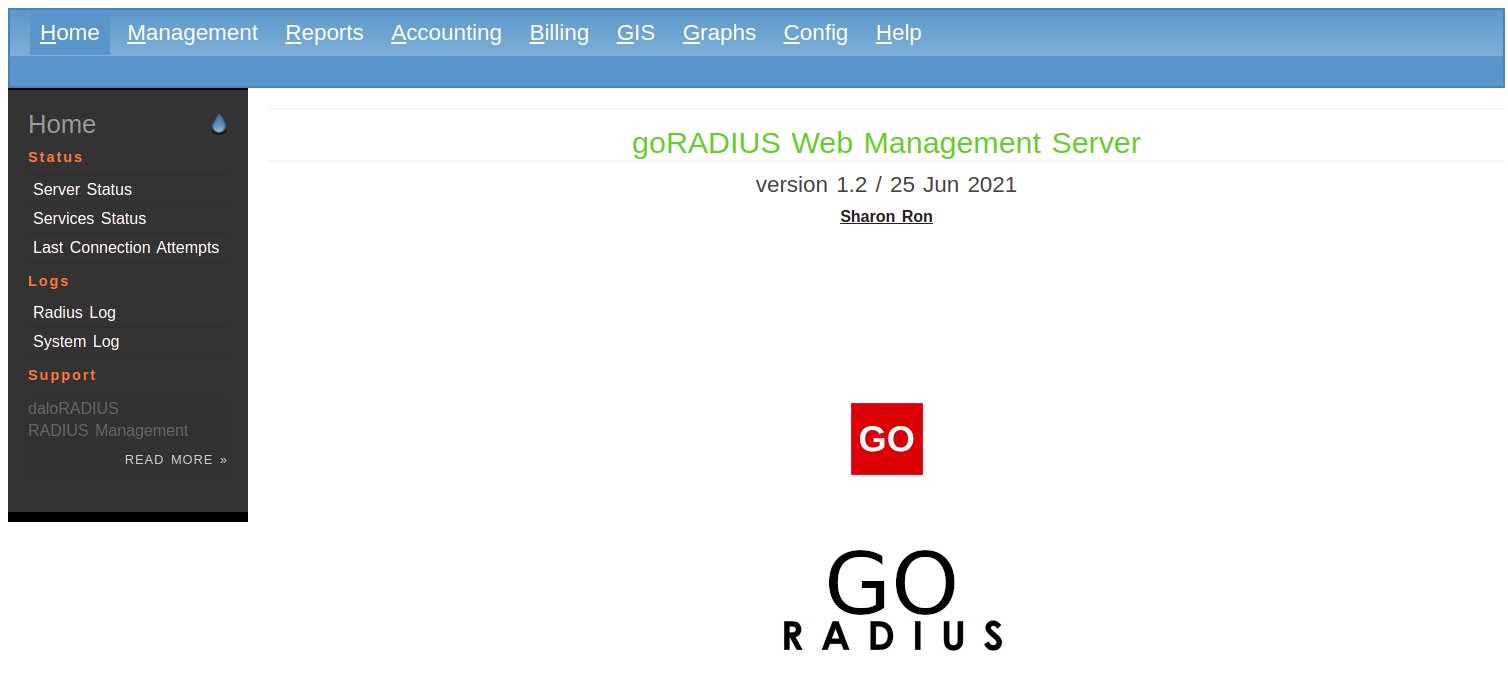 Home Management Reports Accounting Billing GIS Graphs Config Help
Home
Status
Server Status
Services Status
Last Connection Attempts
Logs
Radius Log
System Log
Support
daloRADIUS
RADIUS Management
READ MORE »
goRADIUS Web Management Server
version 1.2 / 25 Jun 2021
Sharon Ron
GO
GO
RADIUS